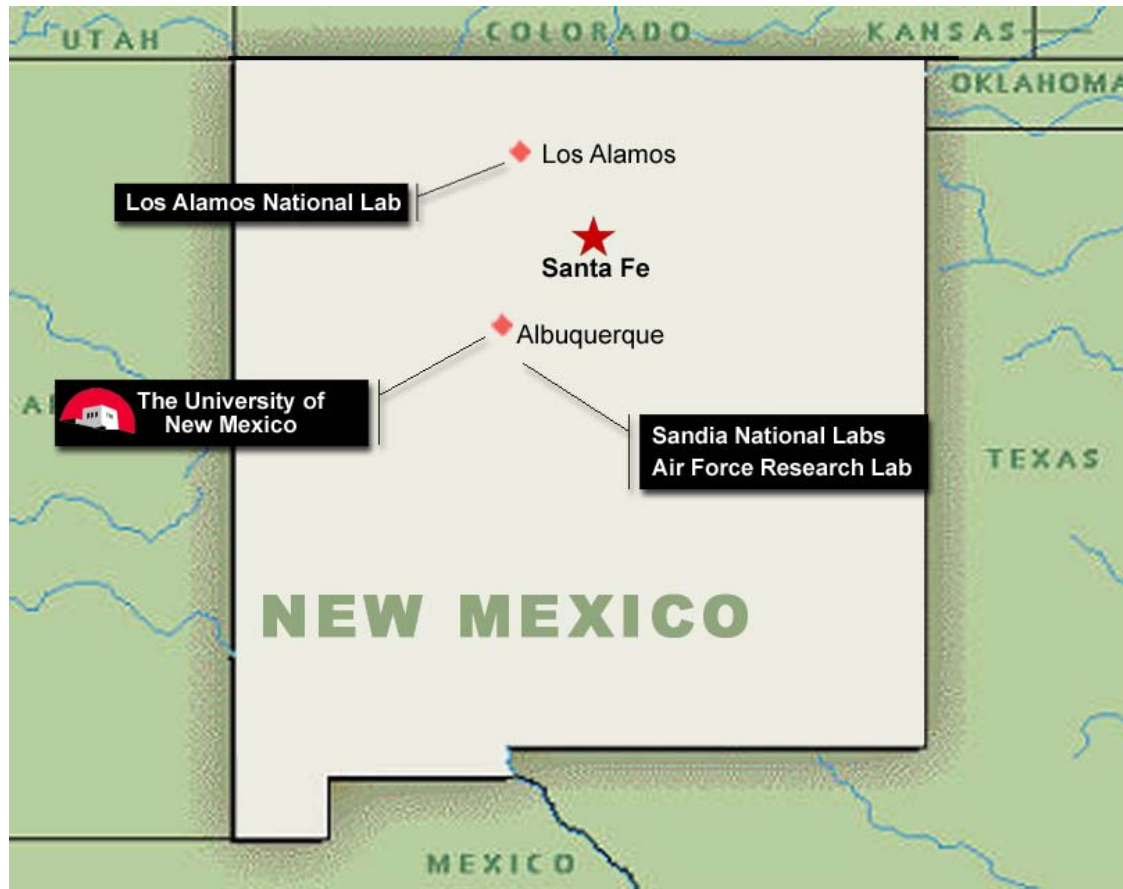 UTAH
COLORADO
KANSAS
OKLAHOMA
Los Alamos
Los Alamos National Lab
Santa Fe
Albuquerque
The University of
New Mexico
Sandia National Labs
Air Force Research Lab
TEXAS
NEW MEXICO
MEXICO